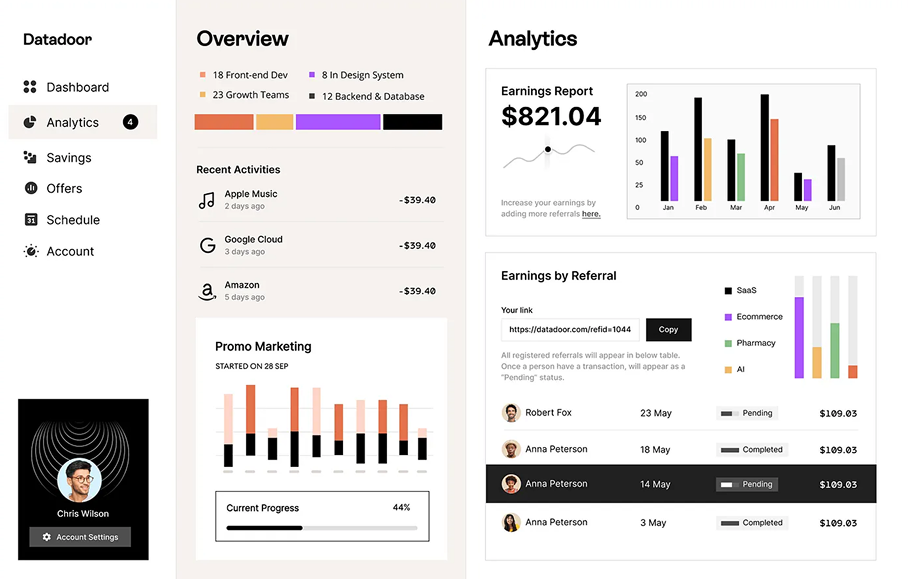 Datadoor
Dashboard
Analytics 4
Savings
Offers
31 Schedule
Account
Chris Wilson
Account Settings
Overview
18 Front-end Dev 8 In Design System
23 Growth Teams 12 Backend & Database
Recent Activities
Apple Music
2 days ago
-$39.40
Google Cloud
3 days ago
-$39.40
Amazon
5 days ago
-$39.40
Promo Marketing
STARTED ON 28 SEP
Current Progress 44%
Analytics
Earnings Report
$821.04
Increase your earnings by
adding more referrals here.
200
150
100
50
25
0
Jan Feb Mar Apr May Jun
Earnings by Referral
Your link
https://datadoor.com/refid=1044 Copy
All registered referrals will appear in below table.
Once a person have a transaction, will appear as a
"Pending" status.
SaaS
Ecommerce
Pharmacy
AI
Robert Fox 23 May Pending $109.03
Anna Peterson 18 May Completed $109.03
Anna Peterson 14 May Pending $109.03
Anna Peterson 3 May Completed $109.03